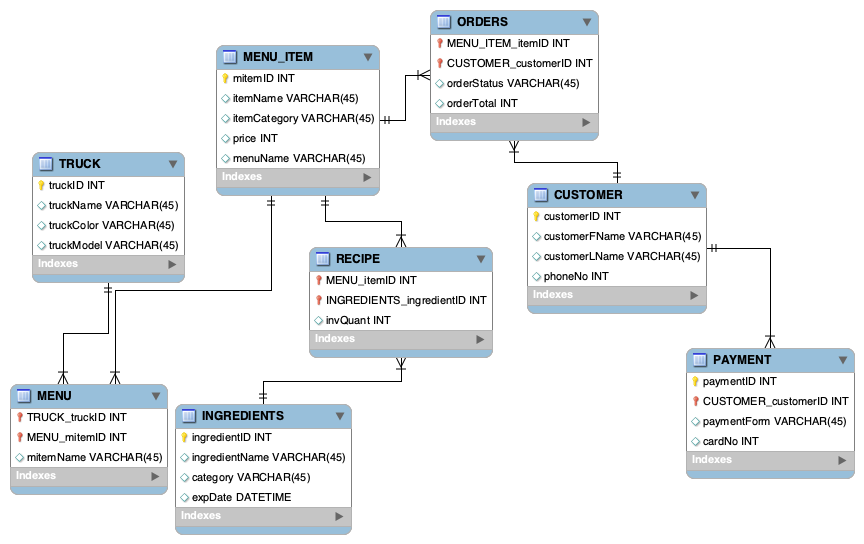 ORDERS
MENU_ITEM_itemID INT
CUSTOMER_customerID INT
orderStatus VARCHAR(45)
orderTotal INT
Indexes
MENU_ITEM
mitemID INT
itemName VARCHAR(45)
itemCategory VARCHAR(45)
price INT
menuName VARCHAR(45)
Indexes
TRUCK
truckID INT
truckName VARCHAR(45)
truckColor VARCHAR(45)
truckModel VARCHAR(45)
Indexes
CUSTOMER
customerID INT
customerFName VARCHAR(45)
customerLName VARCHAR(45)
phoneNo INT
Indexes
RECIPE
MENU_itemID INT
INGREDIENTS_ingredientID INT
invQuant INT
Indexes
PAYMENT
paymentID INT
CUSTOMER_customerID INT
paymentForm VARCHAR(45)
cardNo INT
Indexes
MENU
TRUCK_truckID INT
MENU_mitemID INT
mitemName VARCHAR(45)
Indexes
INGREDIENTS
ingredientID INT
ingredientName VARCHAR(45)
category VARCHAR(45)
expDate DATETIME
Indexes